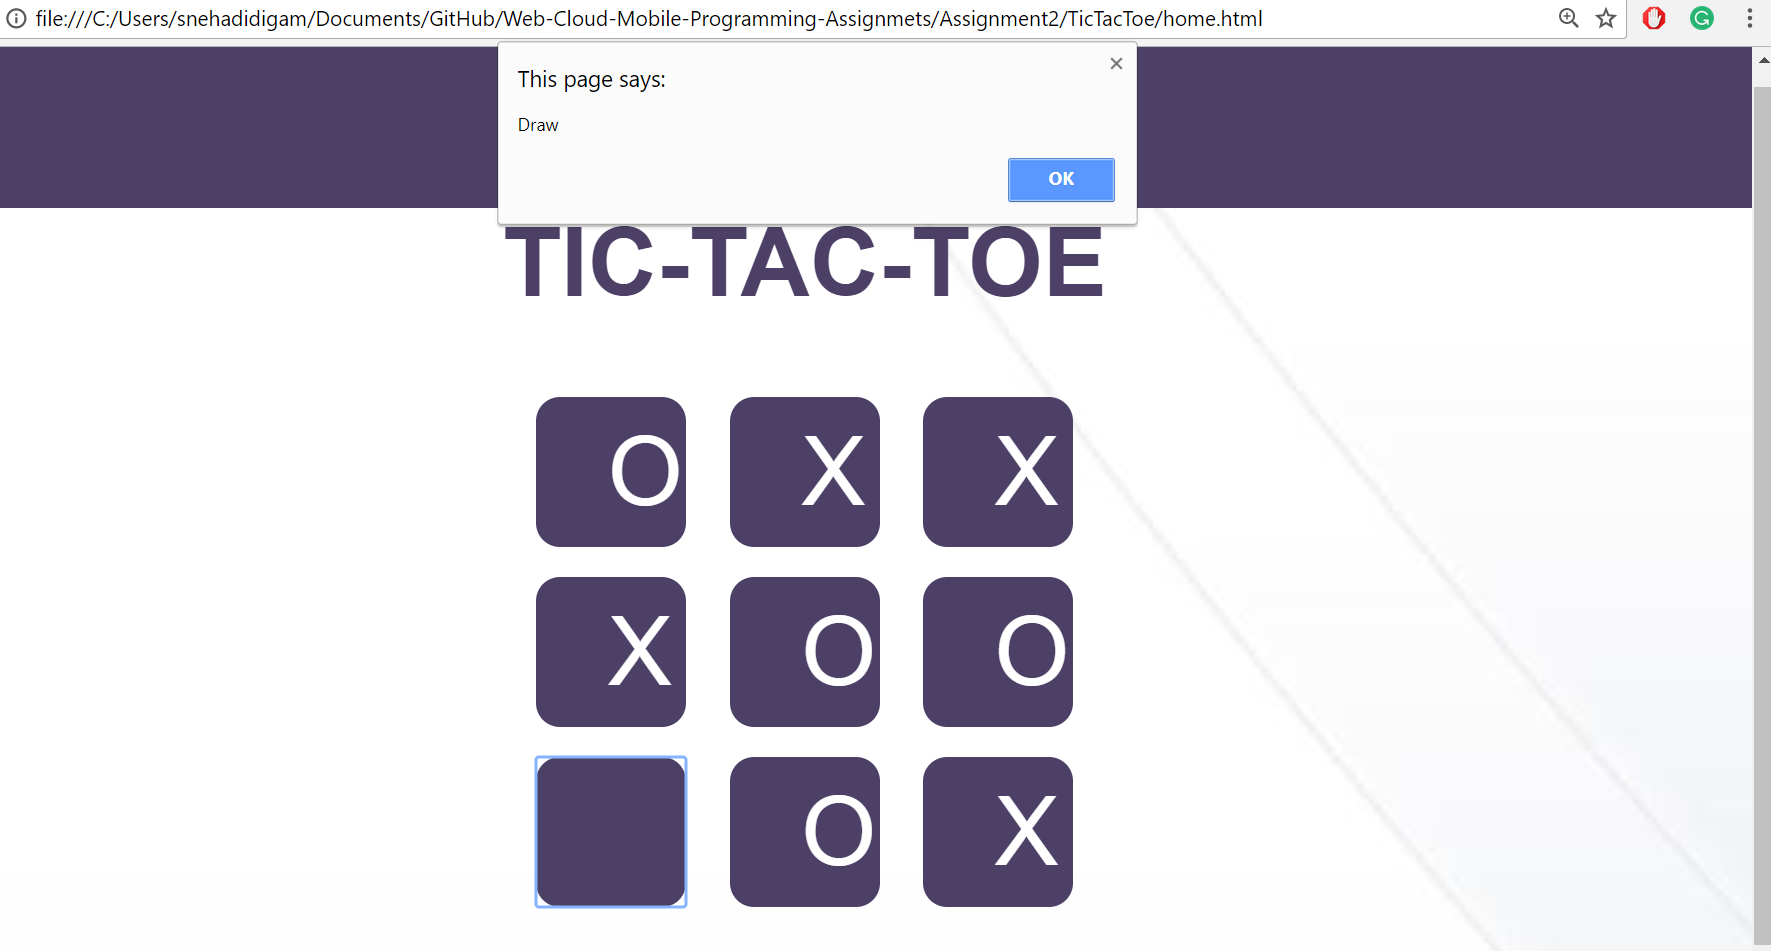 file:///C:/Users/snehadidigam/Documents/GitHub/Web-Cloud-Mobile-Programming-Assignmets/Assignment2/TicTacToe/home.html
This page says:
Draw
OK
TIC-TAC-TOE
O X X
X O O
O X